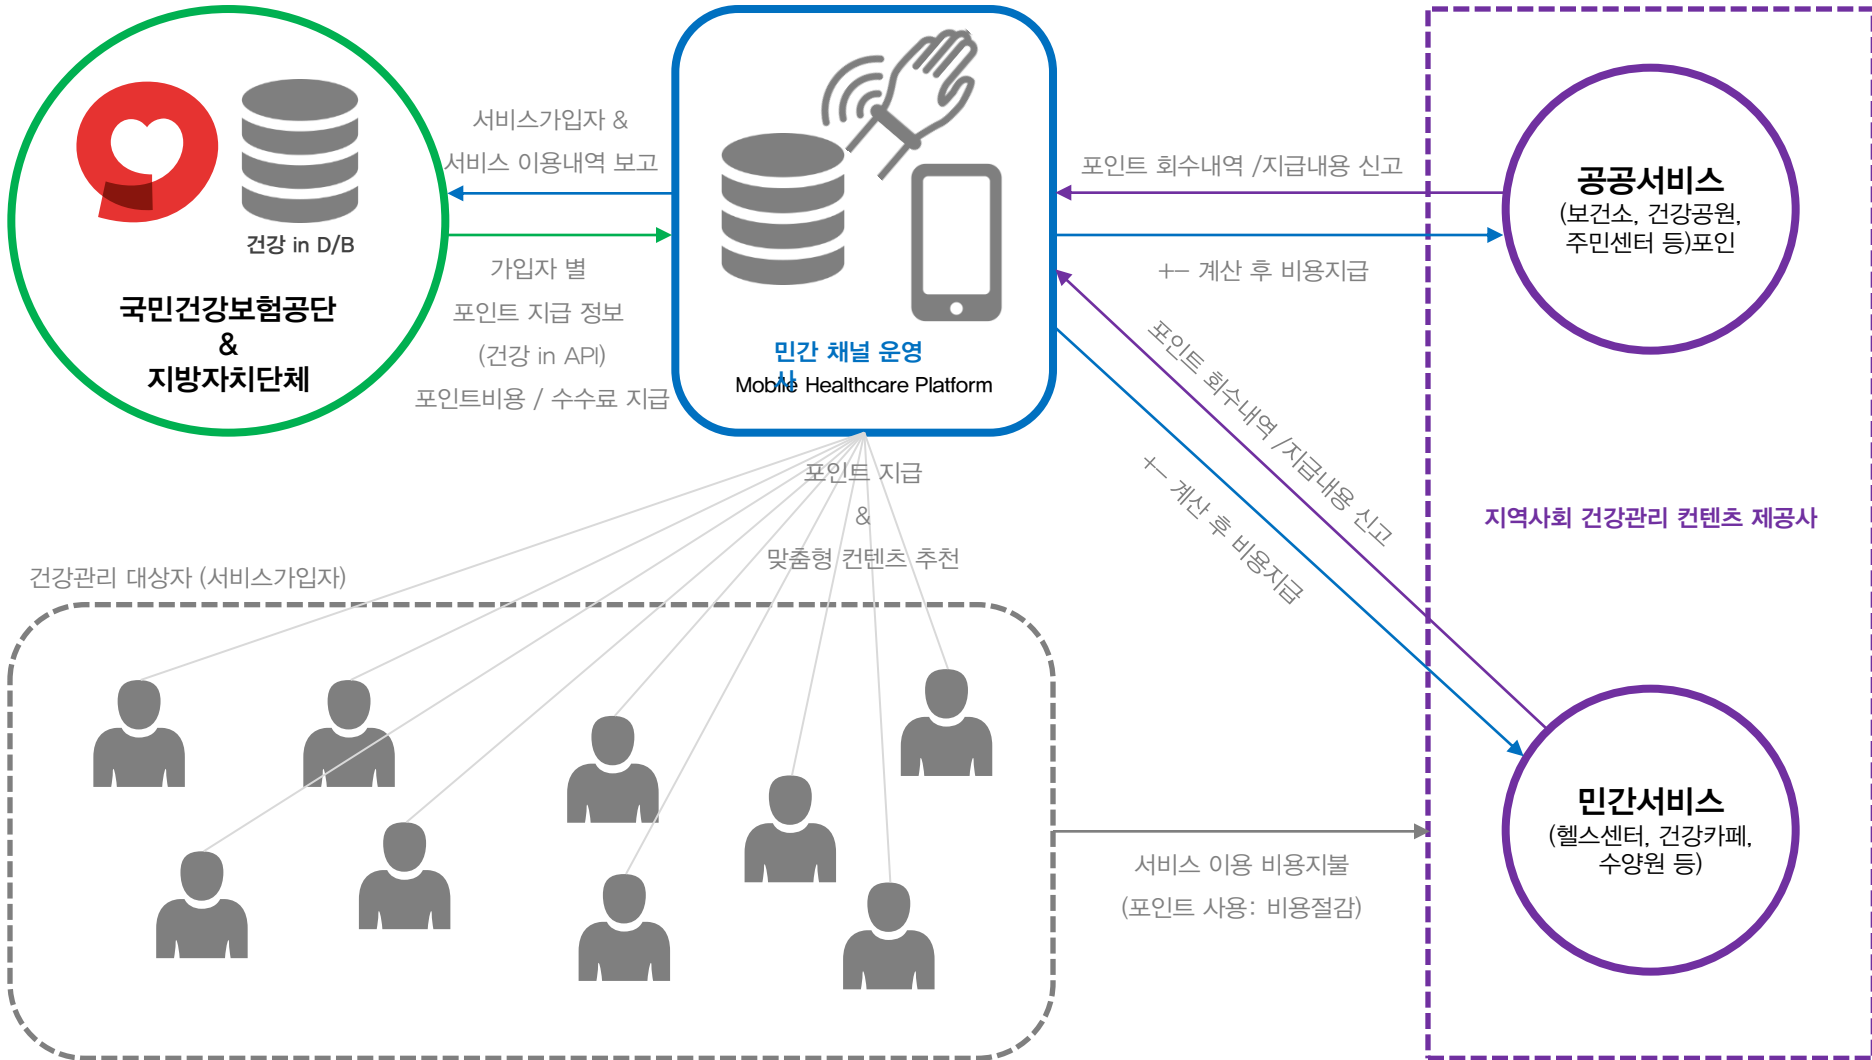 건강 in D/B
국민건강보험공단
&
지방자치단체
서비스가입자 &
서비스 이용내역 보고
가입자 별
포인트 지급 정보
(건강 in API)
포인트비용 / 수수료 지급
민간 채널 운영
사
Mobile Healthcare Platform
포인트 회수내역 /지급내용 신고
+- 계산 후 비용지급
공공서비스
(보건소, 건강공원,
주민센터 등)포인
포인트 회수내역 /지급내용 신고
+- 계산 후 비용지급
지역사회 건강관리 컨텐츠 제공사
포인트 지급
&
맞춤형 컨텐츠 추천
건강관리 대상자 (서비스가입자)
서비스 이용 비용지불
(포인트 사용: 비용절감)
민간서비스
(헬스센터, 건강카페,
수양원 등)